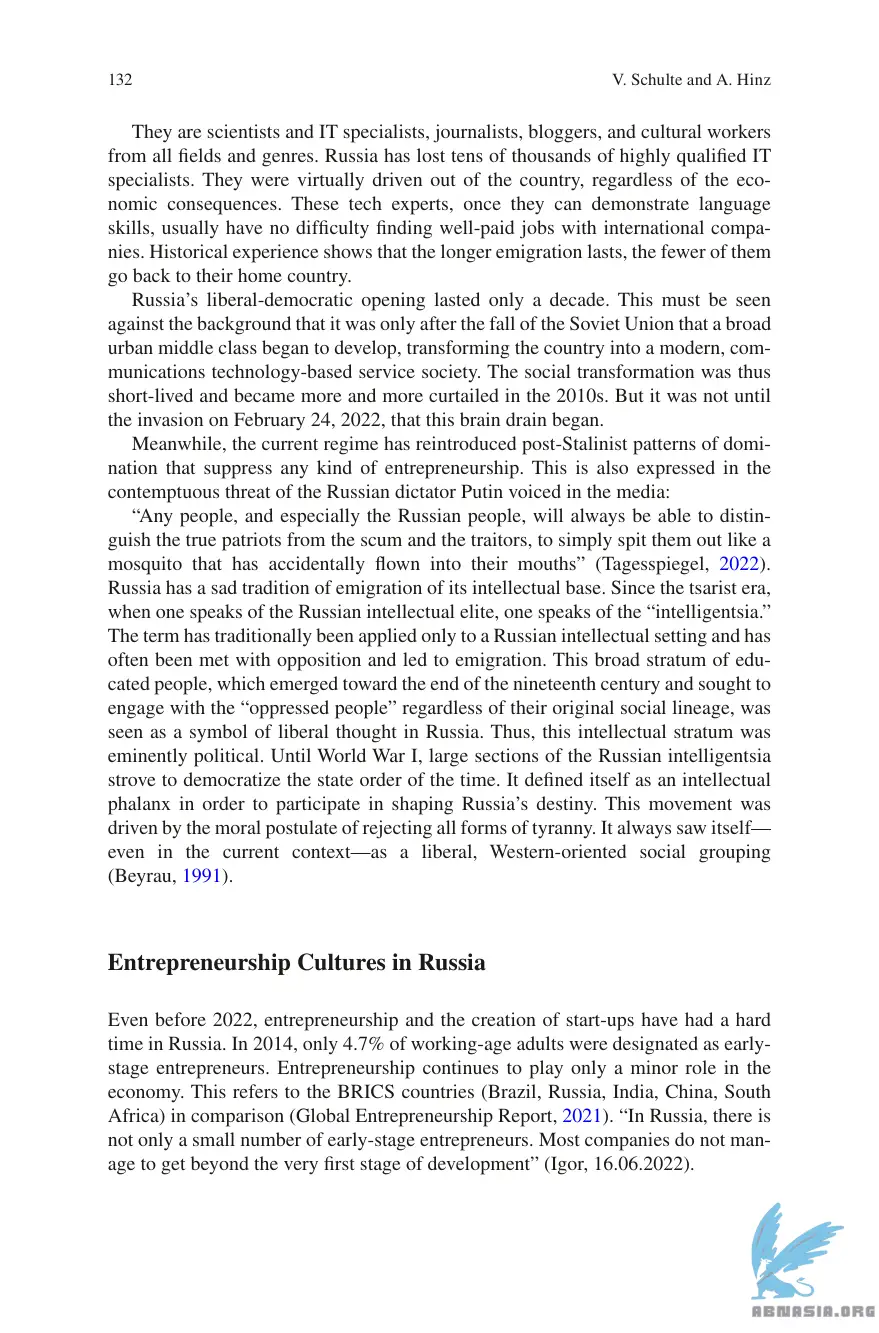 132
V. Schulte and A. Hinz
They are scientists and IT specialists, journalists, bloggers, and cultural workers
from all fields and genres. Russia has lost tens of thousands of highly qualified IT
specialists. They were virtually driven out of the country, regardless of the eco-
nomic consequences. These tech experts, once they can demonstrate language
skills, usually have no difficulty finding well-paid jobs with international compa-
nies. Historical experience shows that the longer emigration lasts, the fewer of them
go back to their home country.
Russia’s liberal-democratic opening lasted only a decade. This must be seen
against the background that it was only after the fall of the Soviet Union that a broad
urban middle class began to develop, transforming the country into a modern, com-
munications technology-based service society. The social transformation was thus
short-lived and became more and more curtailed in the 2010s. But it was not until
the invasion on February 24, 2022, that this brain drain began.
Meanwhile, the current regime has reintroduced post-Stalinist patterns of domi-
nation that suppress any kind of entrepreneurship. This is also expressed in the
contemptuous threat of the Russian dictator Putin voiced in the media:
“Any people, and especially the Russian people, will always be able to distin-
guish the true patriots from the scum and the traitors, to simply spit them out like a
mosquito that has accidentally flown into their mouths” (Tagesspiegel, 2022).
Russia has a sad tradition of emigration of its intellectual base. Since the tsarist era,
when one speaks of the Russian intellectual elite, one speaks of the “intelligentsia.”
The term has traditionally been applied only to a Russian intellectual setting and has
often been met with opposition and led to emigration. This broad stratum of edu-
cated people, which emerged toward the end of the nineteenth century and sought to
engage with the “oppressed people” regardless of their original social lineage, was
seen as a symbol of liberal thought in Russia. Thus, this intellectual stratum was
eminently political. Until World War I, large sections of the Russian intelligentsia
strove to democratize the state order of the time. It defined itself as an intellectual
phalanx in order to participate in shaping Russia’s destiny. This movement was
driven by the moral postulate of rejecting all forms of tyranny. It always saw itself—
even in the current context—as a liberal, Western-oriented social grouping
(Beyrau, 1991).
Entrepreneurship Cultures in Russia
Even before 2022, entrepreneurship and the creation of start-ups have had a hard
time in Russia. In 2014, only 4.7% of working-age adults were designated as early-
stage entrepreneurs. Entrepreneurship continues to play only a minor role in the
economy. This refers to the BRICS countries (Brazil, Russia, India, China, South
Africa) in comparison (Global Entrepreneurship Report, 2021). “In Russia, there is
not only a small number of early-stage entrepreneurs. Most companies do not man-
age to get beyond the very first stage of development” (Igor, 16.06.2022).
ABNASIA.ORG